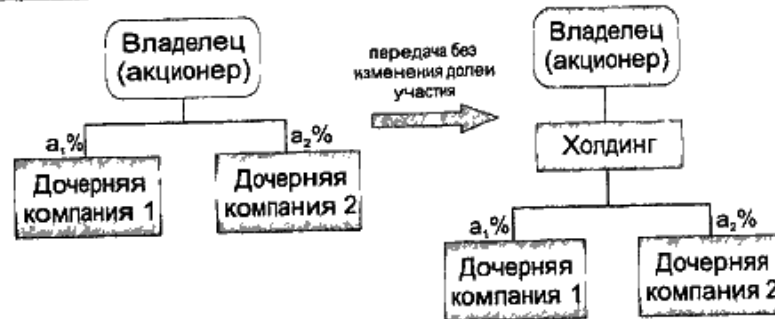 Владелец
(акционер)
a₁%
a₂%
Дочерняя
компания 1
Дочерняя
компания 2
передача без
изменения долей
участия
Владелец
(акционер)
Холдинг
a₁%
a₂%
Дочерняя
компания 1
Дочерняя
компания 2